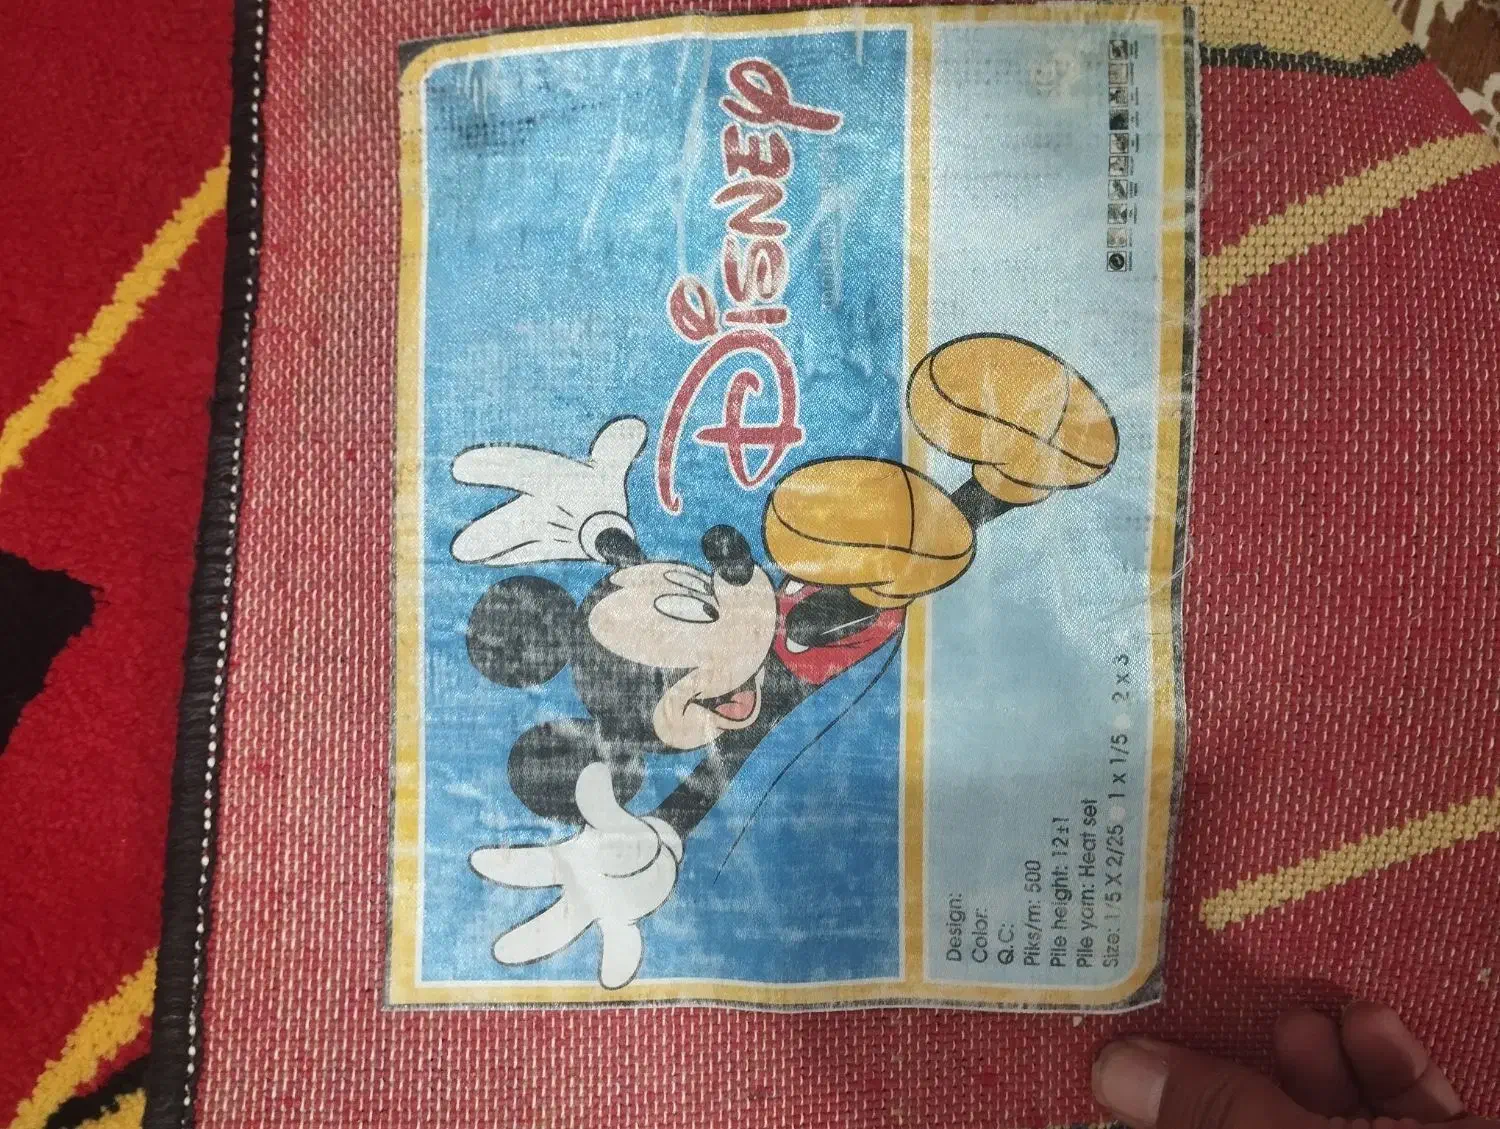 Disney
Design:
Color:
Q.C:
Piks/m: 500
Pile height: 12±1
Pile yarn: Heat set
Size: 1/5 X 2/25 1 x 1/5 2 x 3